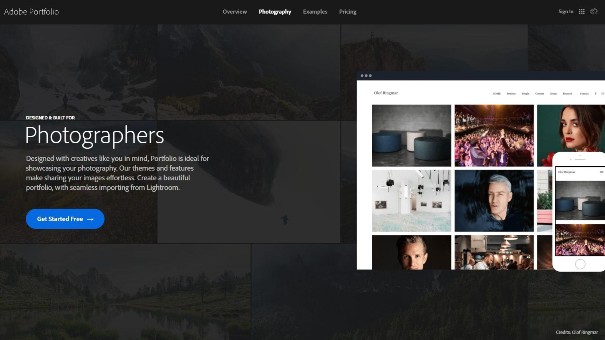 Adobe Portfolio
Overview Photography Examples Pricing
Sign In
DESIGNED & BUILT FOR
Photographers
Designed with creatives like you in mind, Portfolio is ideal for
showcasing your photography. Our themes and features
make sharing your images effortless. Create a beautiful
portfolio, with seamless importing from Lightroom.
Get Started Free →
Olof Ringmar
Credits: Olof Ringmar